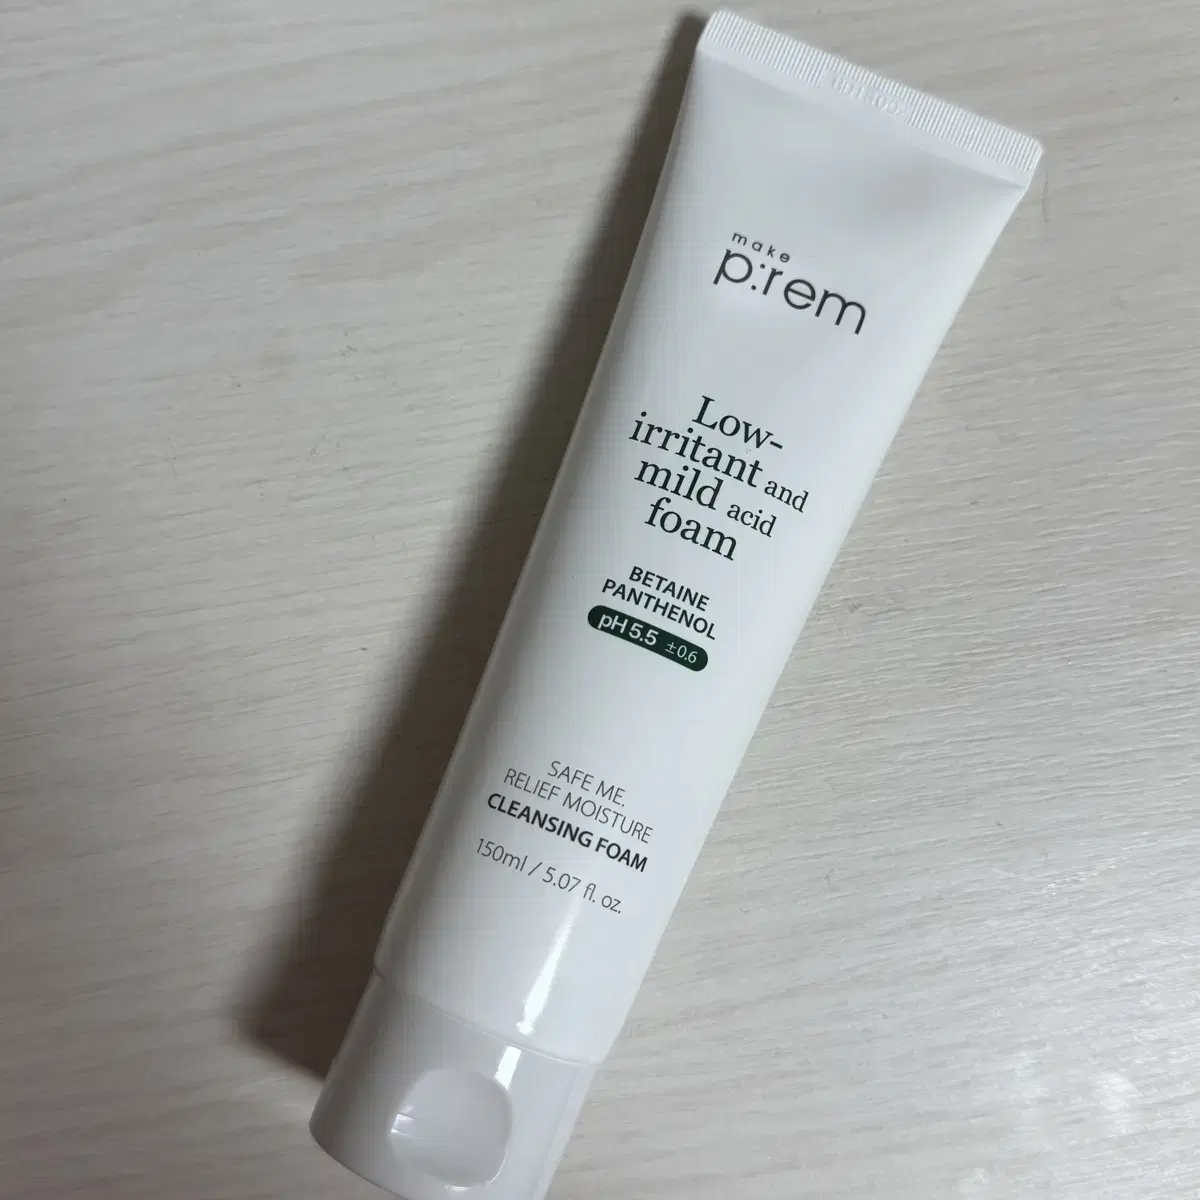 make
p:rem
Low-
irritant and
mild acid
foam
BETAINE
PANTHENOL
pH 5.5 ±0.6
SAFE ME.
RELIEF MOISTURE
CLEANSING FOAM
150ml / 5.07 fl. oz.